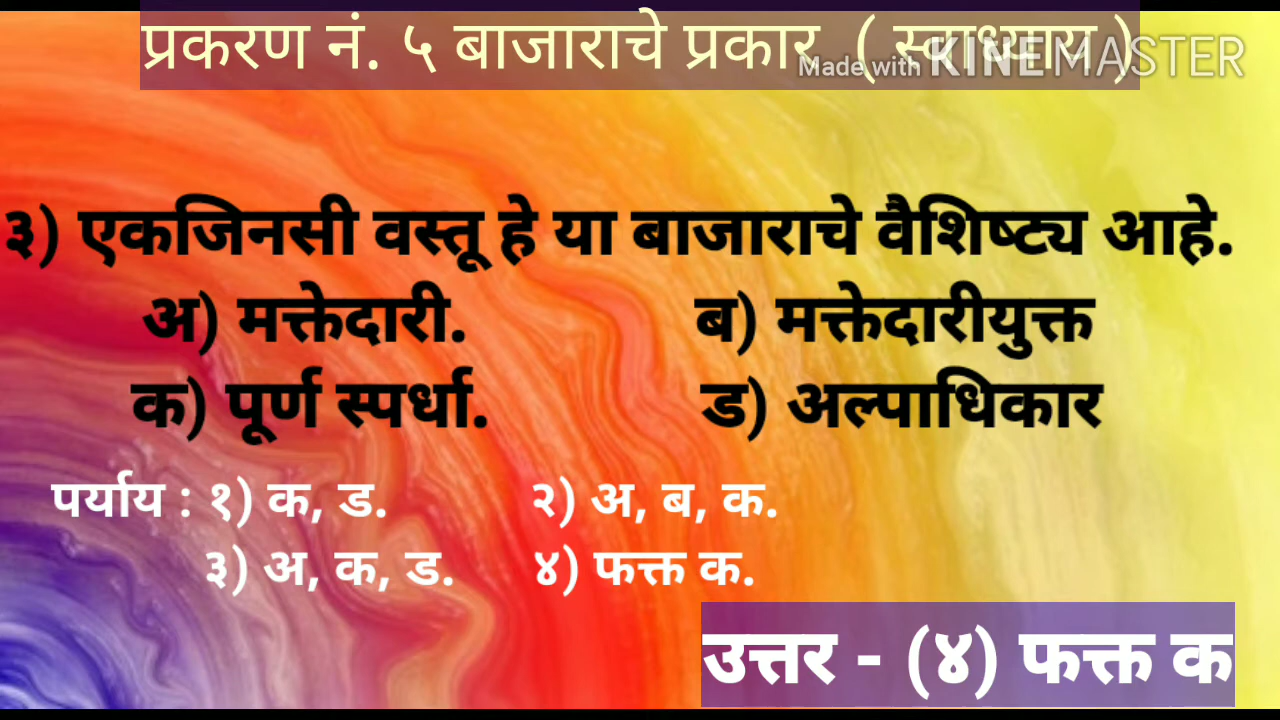 प्रकरण नं. ५ बाजाराचे प्रकार ( स्वाध्याय )
Made with KINEMASTER
३) एकजिनसी वस्तू हे या बाजाराचे वैशिष्ट्य आहे.
अ) मक्तेदारी. ब) मक्तेदारीयुक्त
क) पूर्ण स्पर्धा. ड) अल्पाधिकार
पर्याय : १) क, ड. २) अ, ब, क.
३) अ, क, ड. ४) फक्त क.
उत्तर - (४) फक्त क